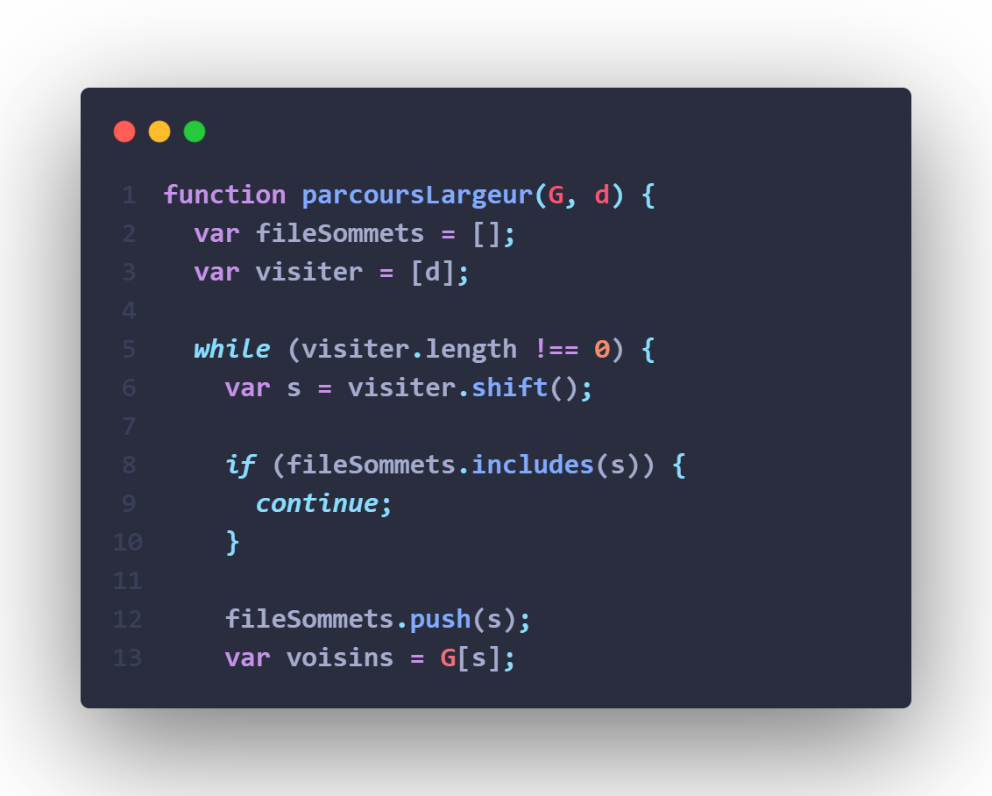 1 function parcoursLargeur(G, d) {
2 var fileSommets = [];
3 var visiter = [d];
4
5 while (visiter.length !== 0) {
6 var s = visiter.shift();
7
8 if (fileSommets.includes(s)) {
9 continue;
10 }
11
12 fileSommets.push(s);
13 var voisins = G[s];